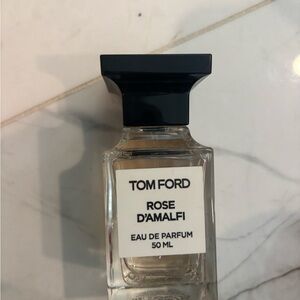 TOM FORD
ROSE
D'AMALFI
EAU DE PARFUM
50 ML